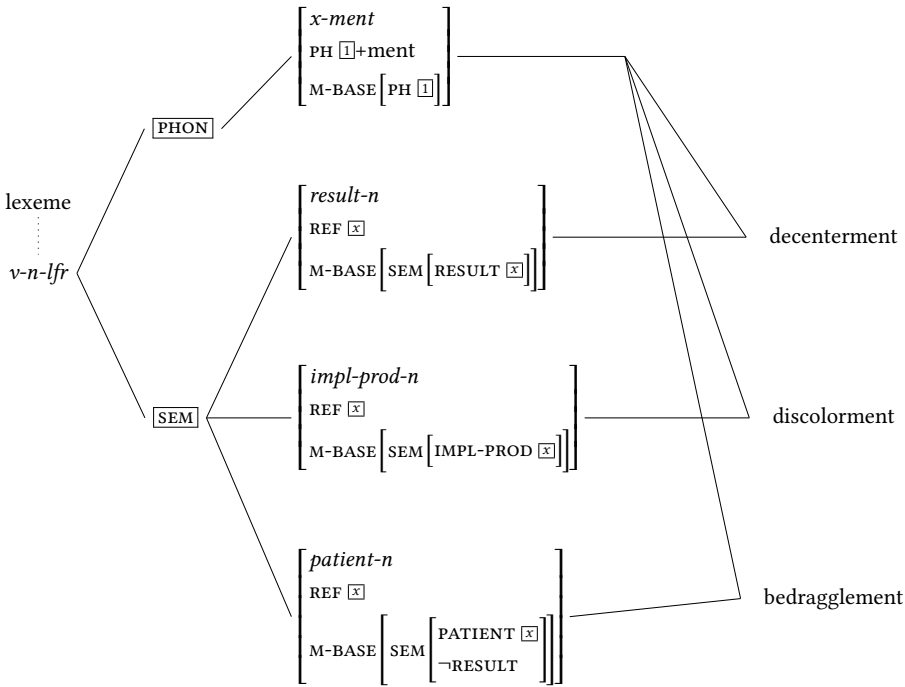 x-ment
PH 1+ment
M-BASE[PH 1]
PHON
lexeme
v-n-lfr
result-n
REF x
M-BASE[SEM[RESULT x]]
decenterment
impl-prod-n
REF x
M-BASE[SEM[IMPL-PROD x]]
SEM
discolorment
patient-n
REF x
M-BASE[SEM[PATIENT x
¬RESULT]]
bedragglement